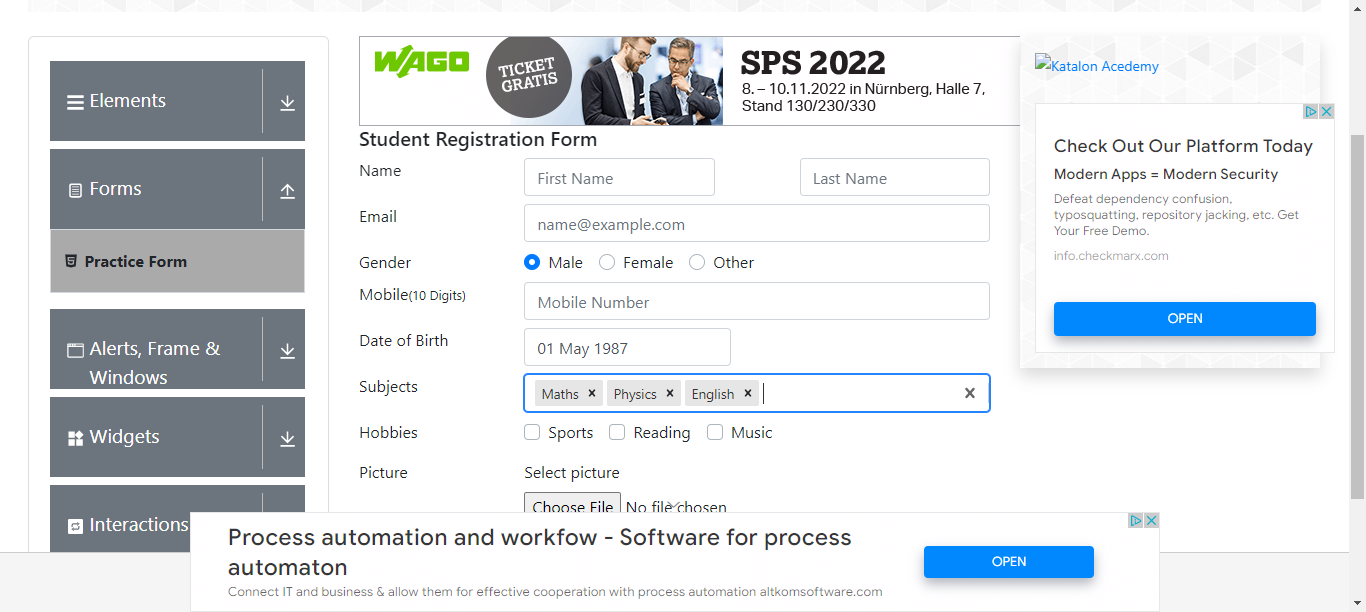 Elements
Forms
Practice Form
Alerts, Frame &
Windows
Widgets
Interactions
WAGO
TICKET
GRATIS
SPS 2022
8. – 10.11.2022 in Nürnberg, Halle 7,
Stand 130/230/330
Student Registration Form
Name
First Name
Last Name
Email
name@example.com
Gender
Male
Female
Other
Mobile(10 Digits)
Mobile Number
Date of Birth
01 May 1987
Subjects
Maths
Physics
English
Hobbies
Sports
Reading
Music
Picture
Select picture
Choose File No file chosen
Katalon Acedemy
Check Out Our Platform Today
Modern Apps = Modern Security
Defeat dependency confusion,
typosquatting, repository jacking, etc. Get
Your Free Demo.
info.checkmarx.com
OPEN
Process automation and workfow - Software for process
automaton
Connect IT and business & allow them for effective cooperation with process automation altkomsoftware.com
OPEN